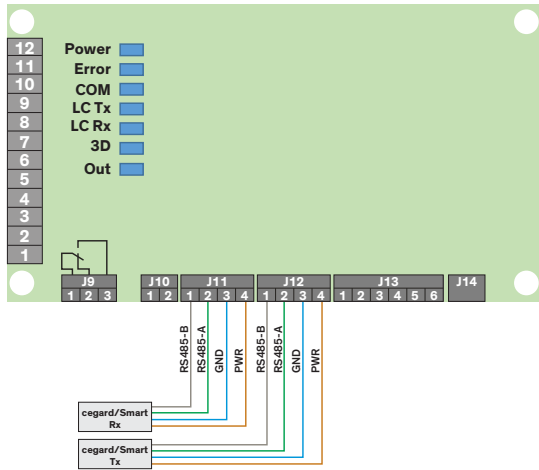 12
11
10
9
8
7
6
5
4
3
2
1
Power
Error
COM
LC Tx
LC Rx
3D
Out
J9
J10
J11
J12
J13
J14
1 2 3
1 2
1 2 3 4
1 2 3 4
1 2 3 4 5 6
RS485-B
RS485-A
GND
PWR
RS485-B
RS485-A
GND
PWR
cegard/Smart
Rx
cegard/Smart
Tx